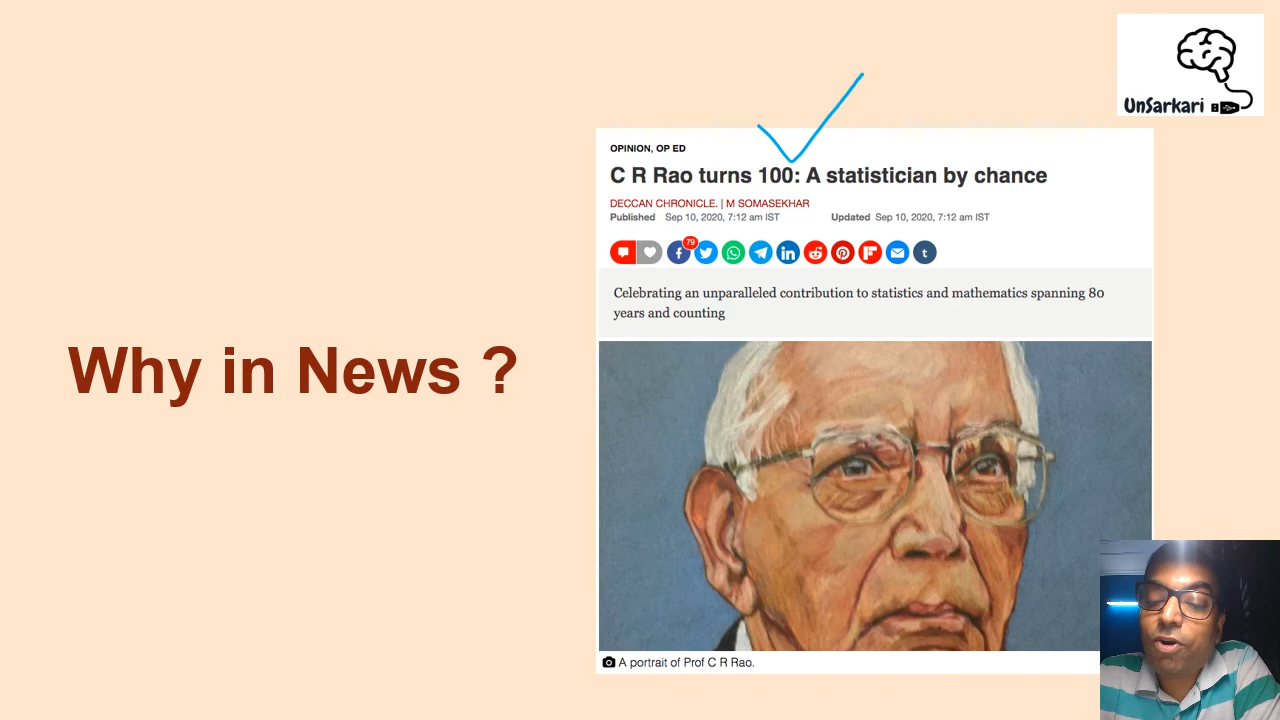 UnSarkari
OPINION, OP ED
C R Rao turns 100: A statistician by chance
DECCAN CHRONICLE. | M SOMASEKHAR
Published Sep 10, 2020, 7:12 am IST Updated Sep 10, 2020, 7:12 am IST
79
Celebrating an unparalleled contribution to statistics and mathematics spanning 80
years and counting
Why in News ?
A portrait of Prof C R Rao.